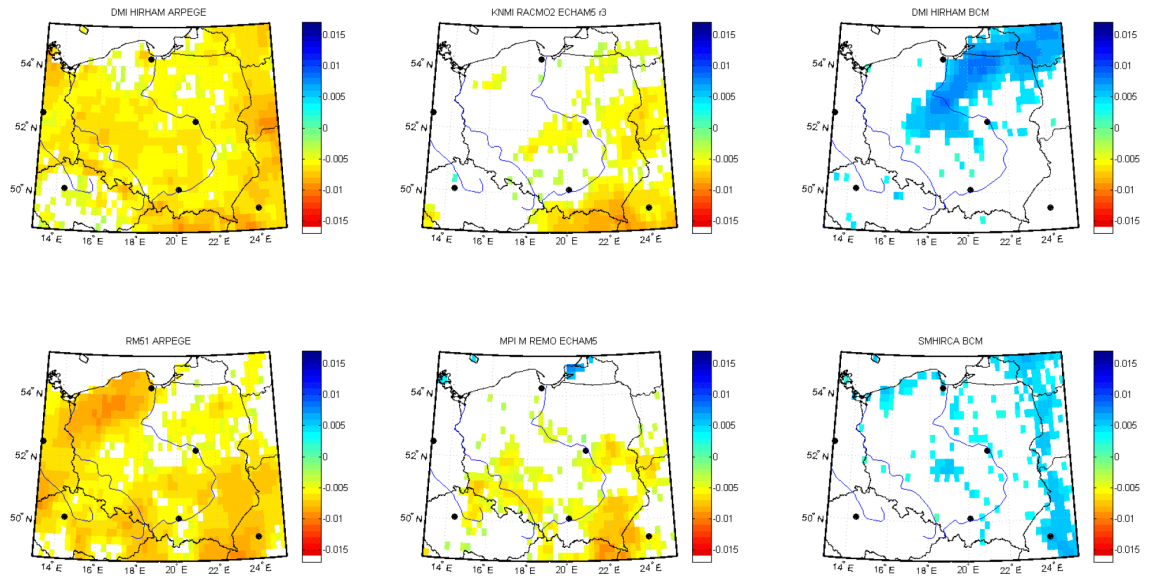 DMI HIRHAM ARPEGE
54° N
52° N
50° N
14° E
16° E
18° E
20° E
22° E
24° E
0.015
0.01
0.005
0
-0.005
-0.01
-0.015
KNMI RACMO2 ECHAM5 r3
54° N
52° N
50° N
14° E
16° E
18° E
20° E
22° E
24° E
0.015
0.01
0.005
0
-0.005
-0.01
-0.015
DMI HIRHAM BCM
54° N
52° N
50° N
14° E
16° E
18° E
20° E
22° E
24° E
0.015
0.01
0.005
0
-0.005
-0.01
-0.015
RM51 ARPEGE
54° N
52° N
50° N
14° E
16° E
18° E
20° E
22° E
24° E
0.015
0.01
0.005
0
-0.005
-0.01
-0.015
MPI M REMO ECHAM5
54° N
52° N
50° N
14° E
16° E
18° E
20° E
22° E
24° E
0.015
0.01
0.005
0
-0.005
-0.01
-0.015
SMHIRCA BCM
54° N
52° N
50° N
14° E
16° E
18° E
20° E
22° E
24° E
0.015
0.01
0.005
0
-0.005
-0.01
-0.015